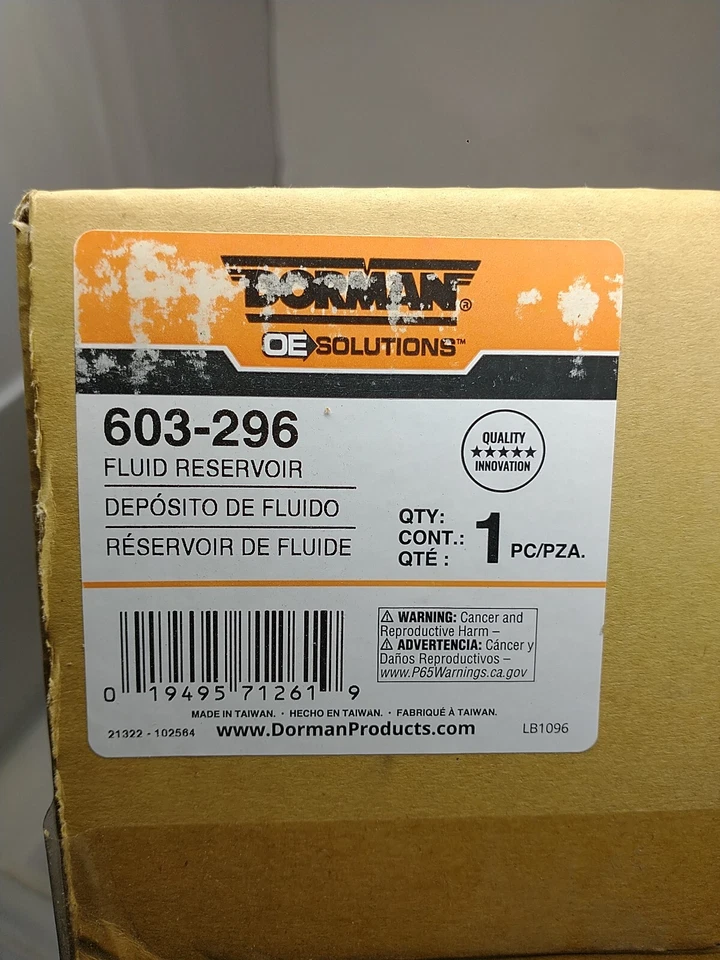 DORMAN®
OE SOLUTIONS™
603-296
FLUID RESERVOIR
DEPÓSITO DE FLUIDO
RÉSERVOIR DE FLUIDE
QUALITY
★★★★★
INNOVATION
QTY:
CONT.:
QTÉ :
1 PC/PZA.
0 19495 71261 9
⚠ WARNING: Cancer and
Reproductive Harm –
⚠ ADVERTENCIA: Cáncer y
Daños Reproductivos –
www.P65Warnings.ca.gov
MADE IN TAIWAN. · HECHO EN TAIWAN. · FABRIQUÉ À TAIWAN.
21322 - 102564 www.DormanProducts.com LB1096